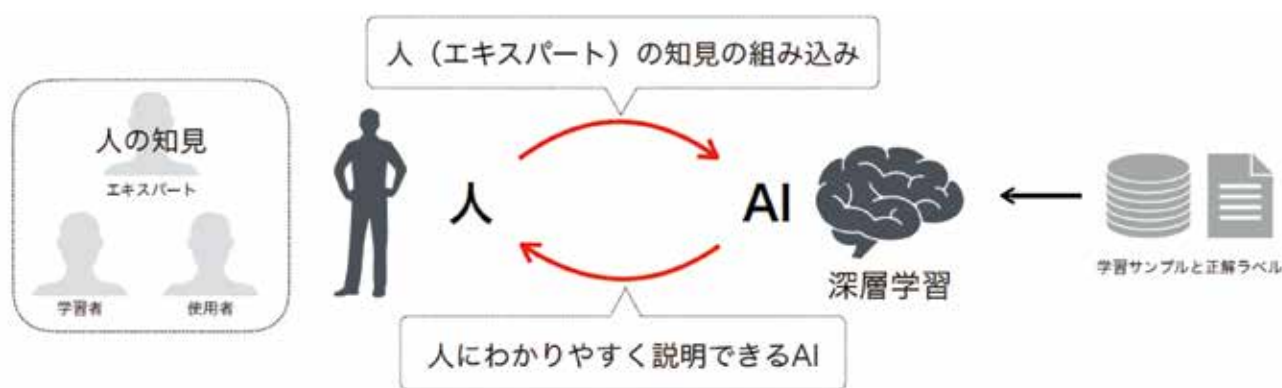 人（エキスパート）の知見の組み込み
人の知見
エキスパート
学習者
使用者
人
AI
深層学習
学習サンプルと正解ラベル
人にわかりやすく説明できるAI